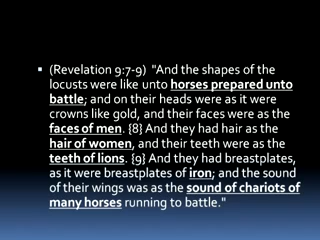 ▪ (Revelation 9:7-9)  "And the shapes of the
locusts were like unto horses prepared unto
battle; and on their heads were as it were
crowns like gold, and their faces were as the
faces of men. {8} And they had hair as the
hair of women, and their teeth were as the
teeth of lions. {9} And they had breastplates,
as it were breastplates of iron; and the sound
of their wings was as the sound of chariots of
many horses running to battle."